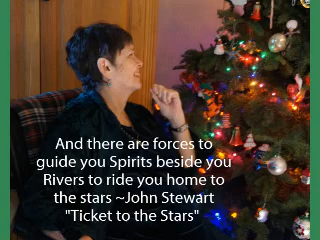 And there are forces to
guide you Spirits beside you
Rivers to ride you home to
the stars ~John Stewart
"Ticket to the Stars"